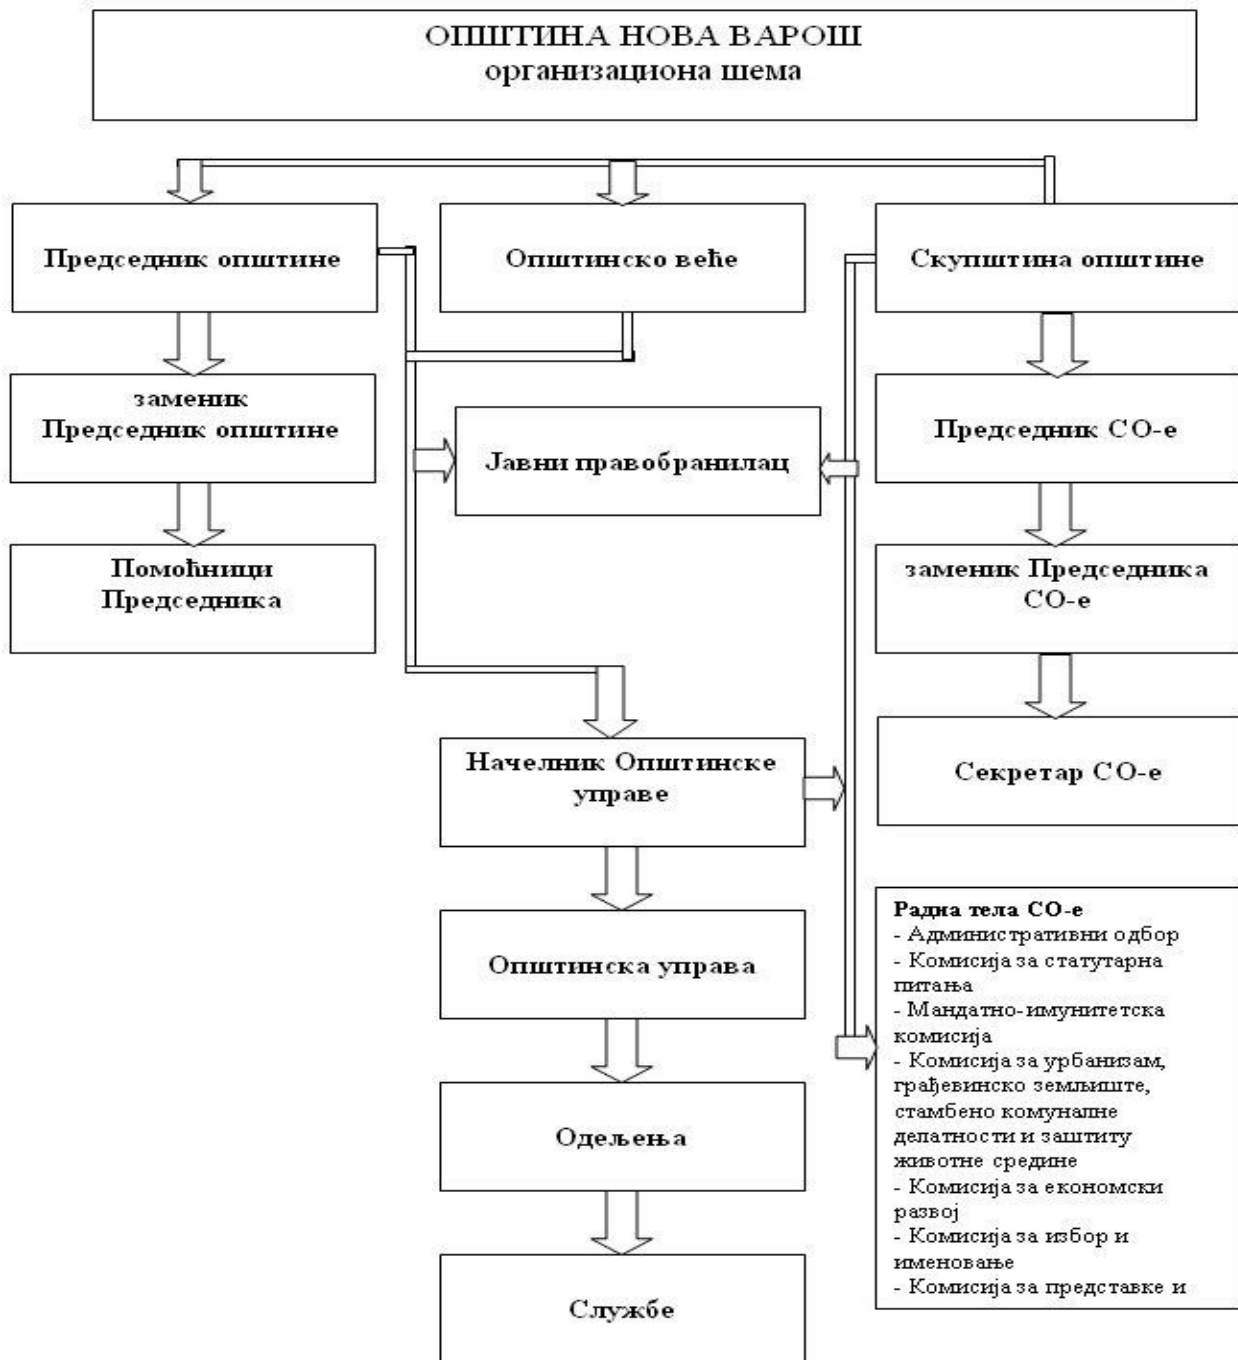 ОПШТИНА НОВА ВАРОШ
организациона шема
Председник општине
Општинско веће
Скупштина општине
заменик
Председник општине
Председник СО-е
Јавни правобранилац
Помоћници
Председника
заменик Председника
СО-е
Начелник Општинске
управе
Секретар СО-е
Општинска управа
Радна тела СО-е
- Административни одбор
- Комисија за статутарна
питања
- Мандатно-имунитетска
комисија
- Комисија за урбанизам,
грађевинско земљиште,
стамбено комуналне
делатности и заштиту
животне средине
- Комисија за економски
развој
- Комисија за избор и
именовање
- Комисија за представке и
Одељења
Службе